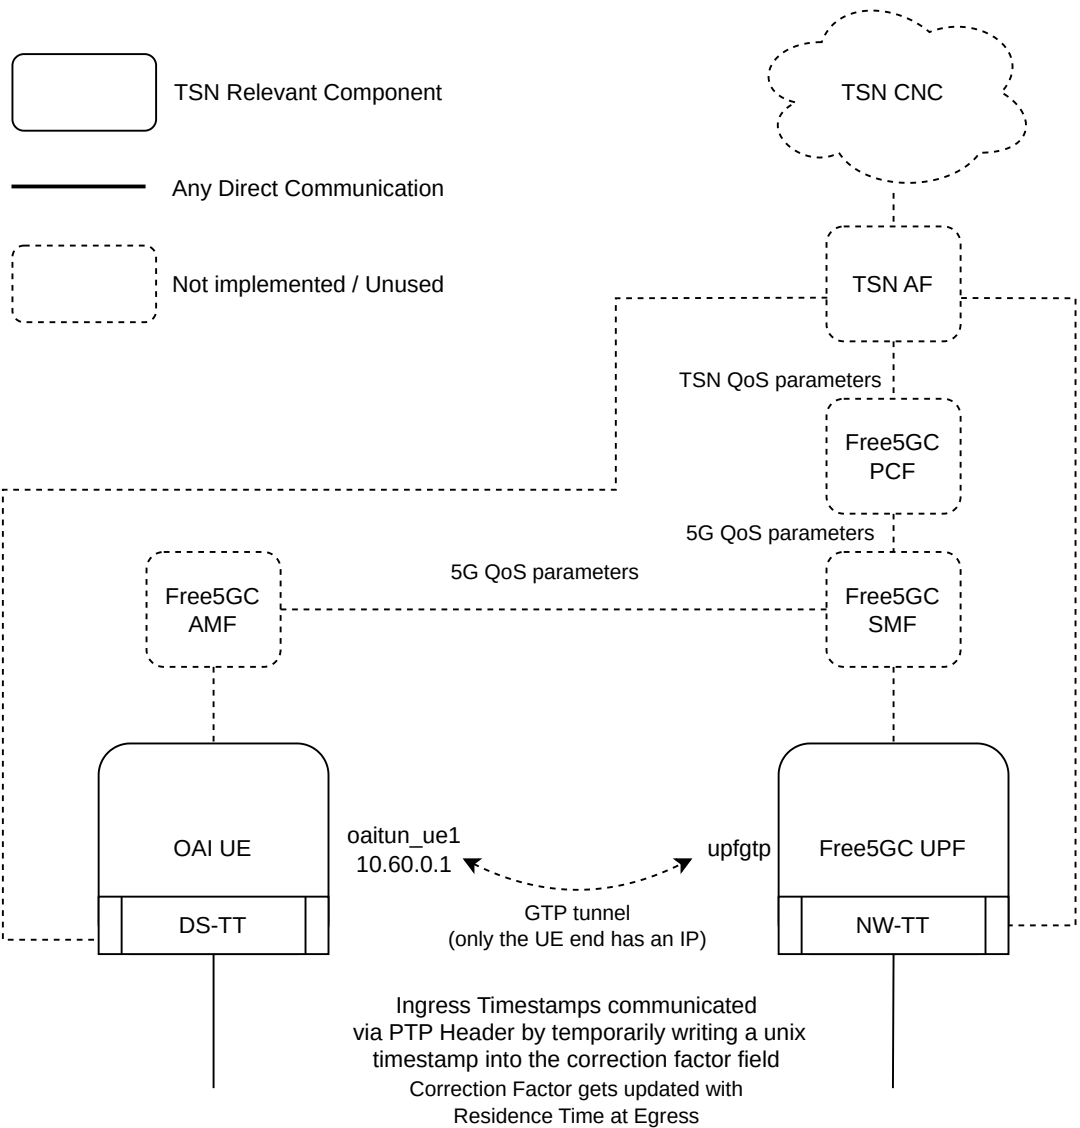 TSN CNC
TSN Relevant Component
Any Direct Communication
Not implemented / Unused
TSN AF
TSN QoS parameters
Free5GC
PCF
5G QoS parameters
5G QoS parameters
Free5GC
AMF
Free5GC
SMF
OAI UE
oaitun_ue1
10.60.0.1
upfgtp
Free5GC UPF
DS-TT
GTP tunnel
(only the UE end has an IP)
NW-TT
Ingress Timestamps communicated
via PTP Header by temporarily writing a unix
timestamp into the correction factor field
Correction Factor gets updated with
Residence Time at Egress